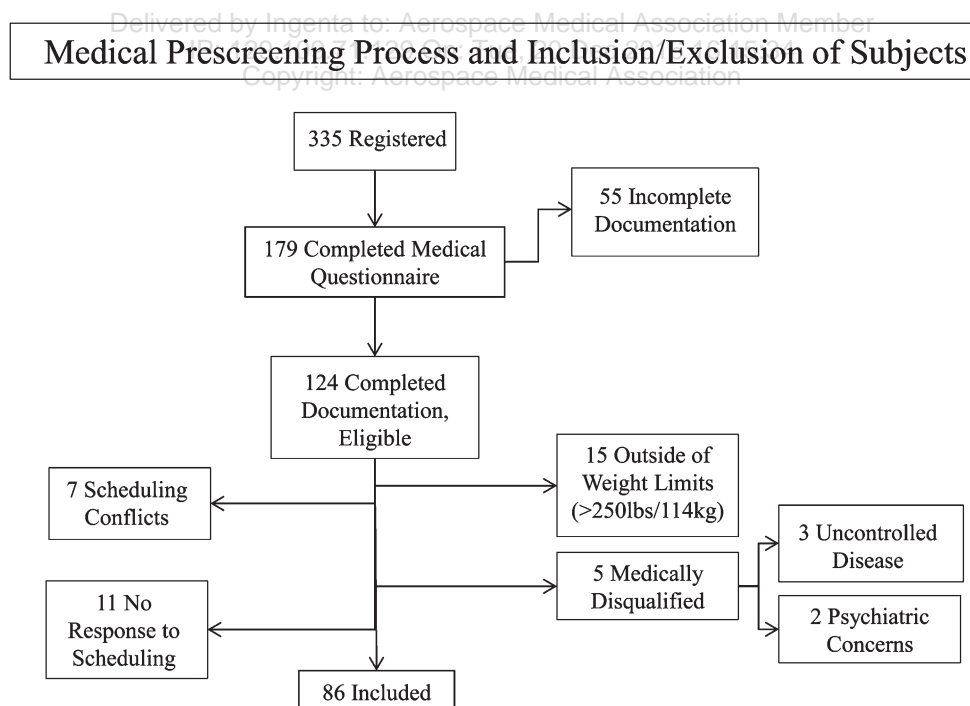 Delivered by Ingenta to: Aerospace Medical Association Member
Medical Prescreening Process and Inclusion/Exclusion of Subjects
Copyright: Aerospace Medical Association
335 Registered
55 Incomplete
Documentation
179 Completed Medical
Questionnaire
124 Completed
Documentation,
Eligible
15 Outside of
Weight Limits
(>250lbs/114kg)
7 Scheduling
Conflicts
3 Uncontrolled
Disease
5 Medically
Disqualified
11 No
Response to
Scheduling
2 Psychiatric
Concerns
86 Included